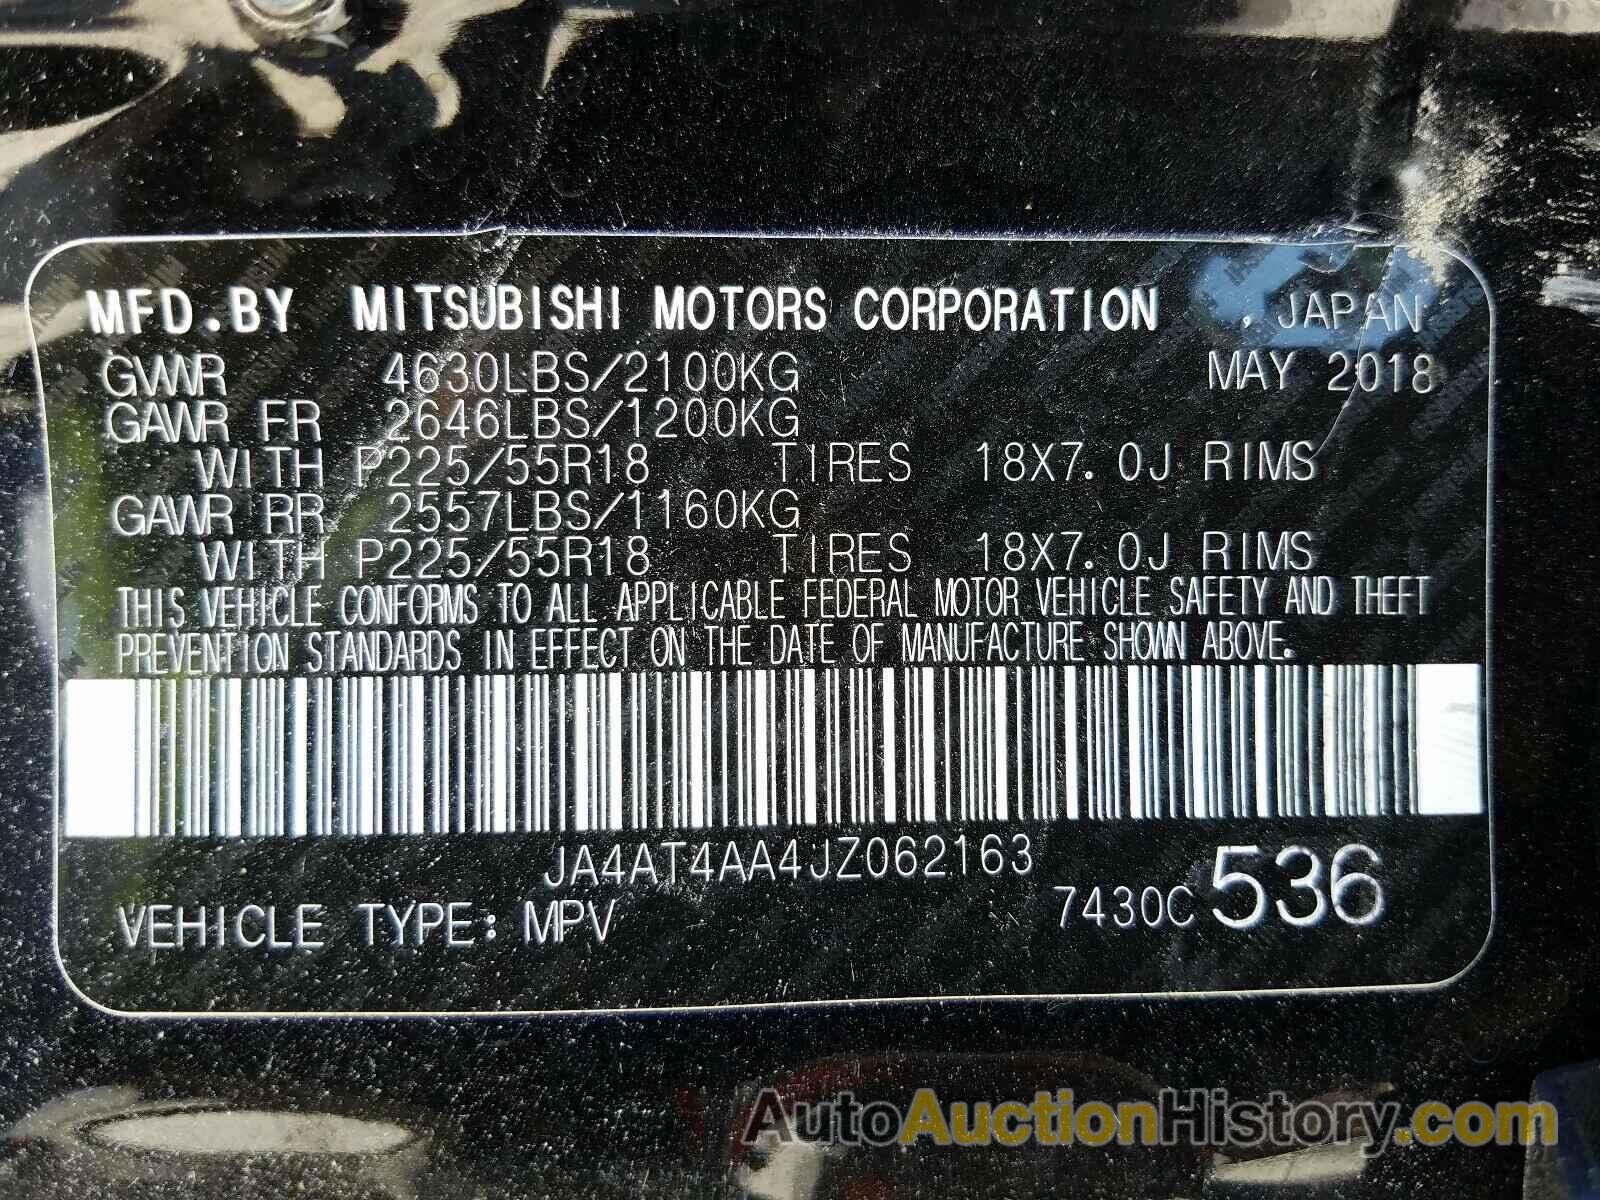 MFD.BY MITSUBISHI MOTORS CORPORATION , JAPAN
GVWR 4630LBS/2100KG MAY 2018
GAWR FR 2646LBS/1200KG
WITH P225/55R18 TIRES 18X7.0J RIMS
GAWR RR 2557LBS/1160KG
WITH P225/55R18 TIRES 18X7.0J RIMS
THIS VEHICLE CONFORMS TO ALL APPLICABLE FEDERAL MOTOR VEHICLE SAFETY AND THEFT
PREVENTION STANDARDS IN EFFECT ON THE DATE OF MANUFACTURE SHOWN ABOVE.
JA4AT4AA4JZ062163
VEHICLE TYPE: MPV 7430C 536
AutoAuctionHistory.com